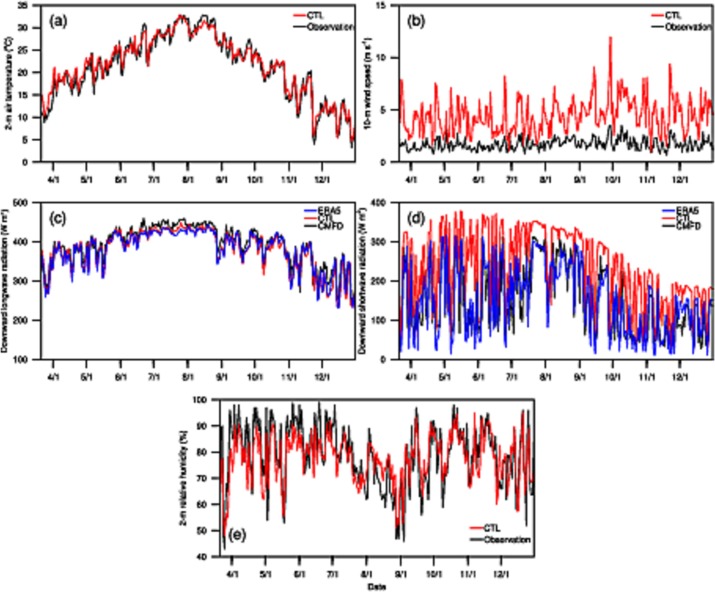 (a)
CTL
Observation
2-m air temperature (°C)
35
30
25
20
15
10
5
0
4/1 5/1 6/1 7/1 8/1 9/1 10/1 11/1 12/1
(b)
CTL
Observation
10-m wind speed (m s⁻¹)
15
10
5
0
4/1 5/1 6/1 7/1 8/1 9/1 10/1 11/1 12/1
(c)
ERA5
CTL
CMFD
Downward longwave radiation (W m²)
500
400
300
200
100
4/1 5/1 6/1 7/1 8/1 9/1 10/1 11/1 12/1
(d)
ERA5
CTL
CMFD
Downward shortwave radiation (W m²)
400
300
200
100
0
4/1 5/1 6/1 7/1 8/1 9/1 10/1 11/1 12/1
(e)
CTL
Observation
2-m relative humidity (%)
100
90
80
70
60
50
40
4/1 5/1 6/1 7/1 8/1 9/1 10/1 11/1 12/1
Date